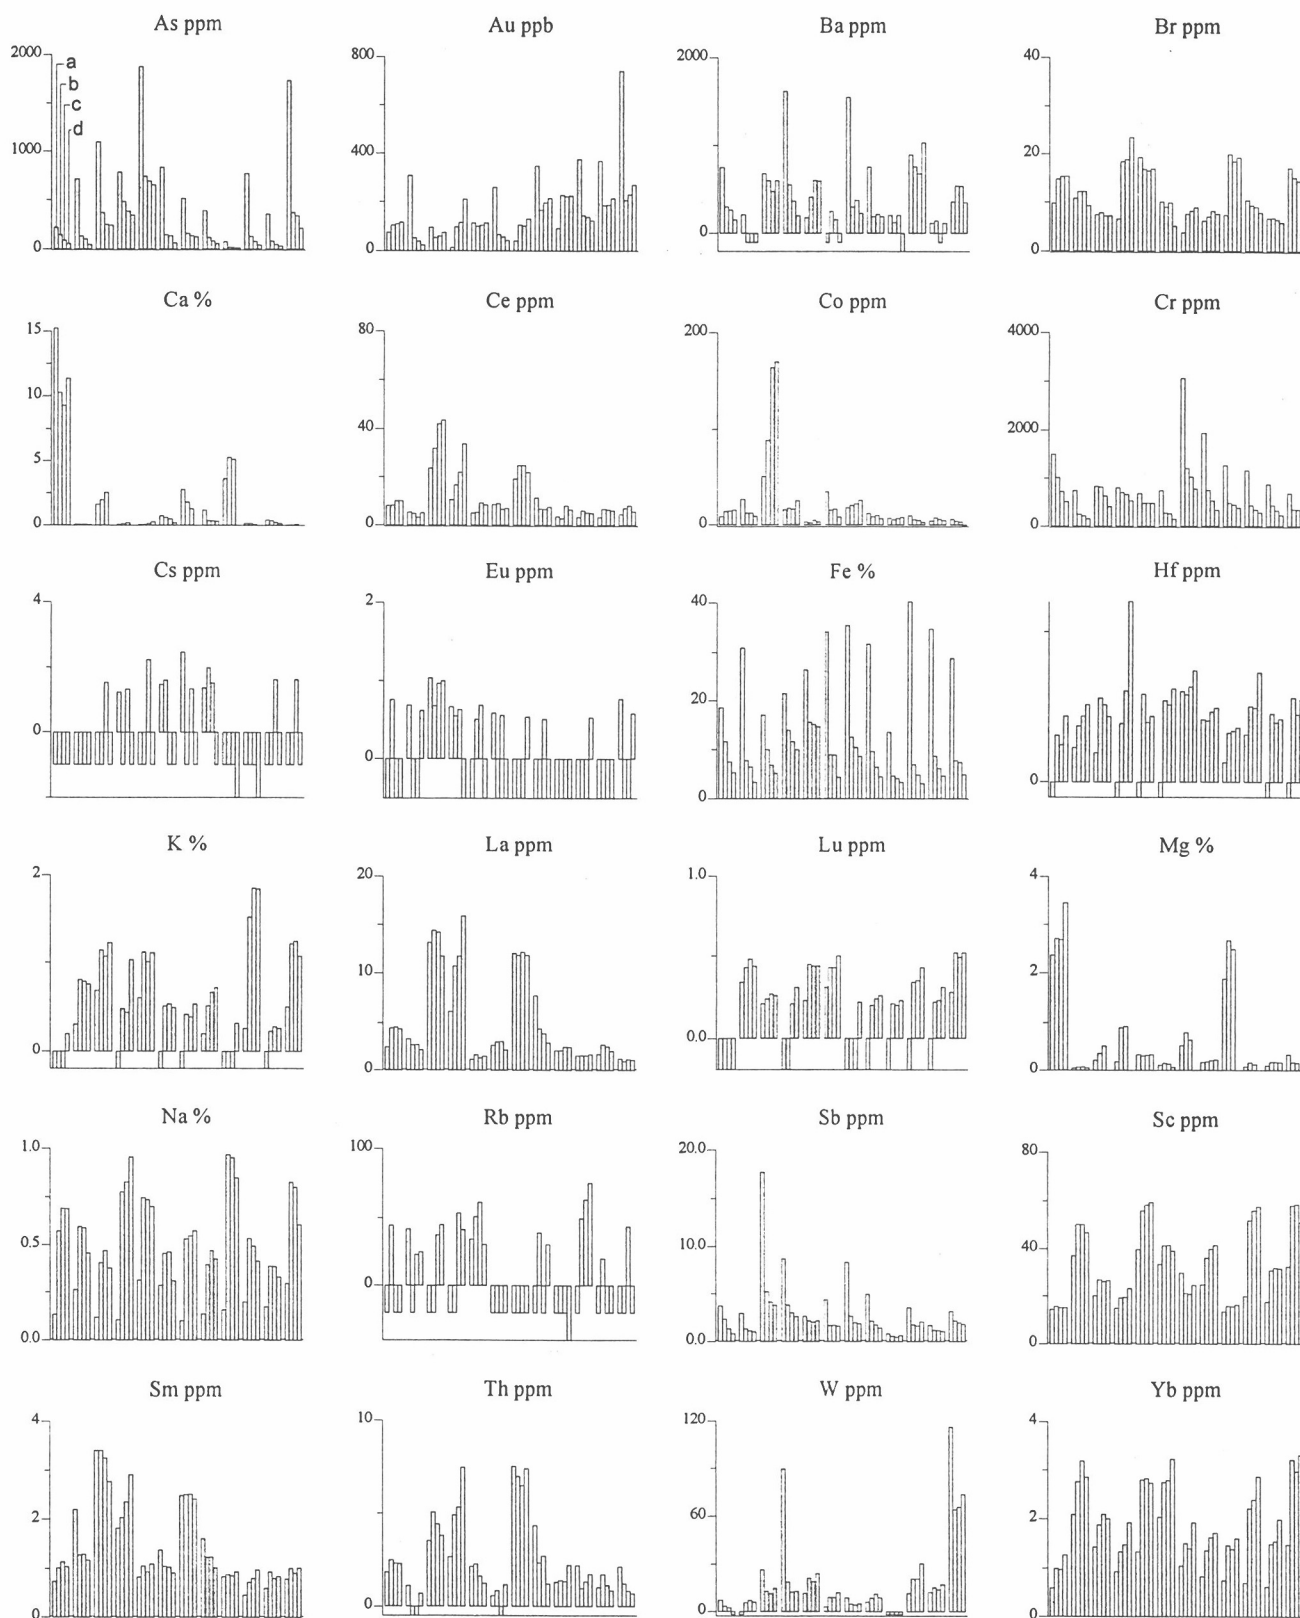 As ppm Au ppb Ba ppm Br ppm
2000 800 2000 40
a
b
c
d
1000 400 20
0 0 0 0
Ca % Ce ppm Co ppm Cr ppm
15 80 200 4000
10
40 2000
5
0 0 0 0
Cs ppm Eu ppm Fe % Hf ppm
4 2 40
20
0 0 0 0
K % La ppm Lu ppm Mg %
2 20 1.0 4
10 2
0 0 0.0 0
Na % Rb ppm Sb ppm Sc ppm
1.0 100 20.0 80
0.5 10.0 40
0
0.0 0.0 0
Sm ppm Th ppm W ppm Yb ppm
4 10 120 4
2 60 2
0 0 0 0